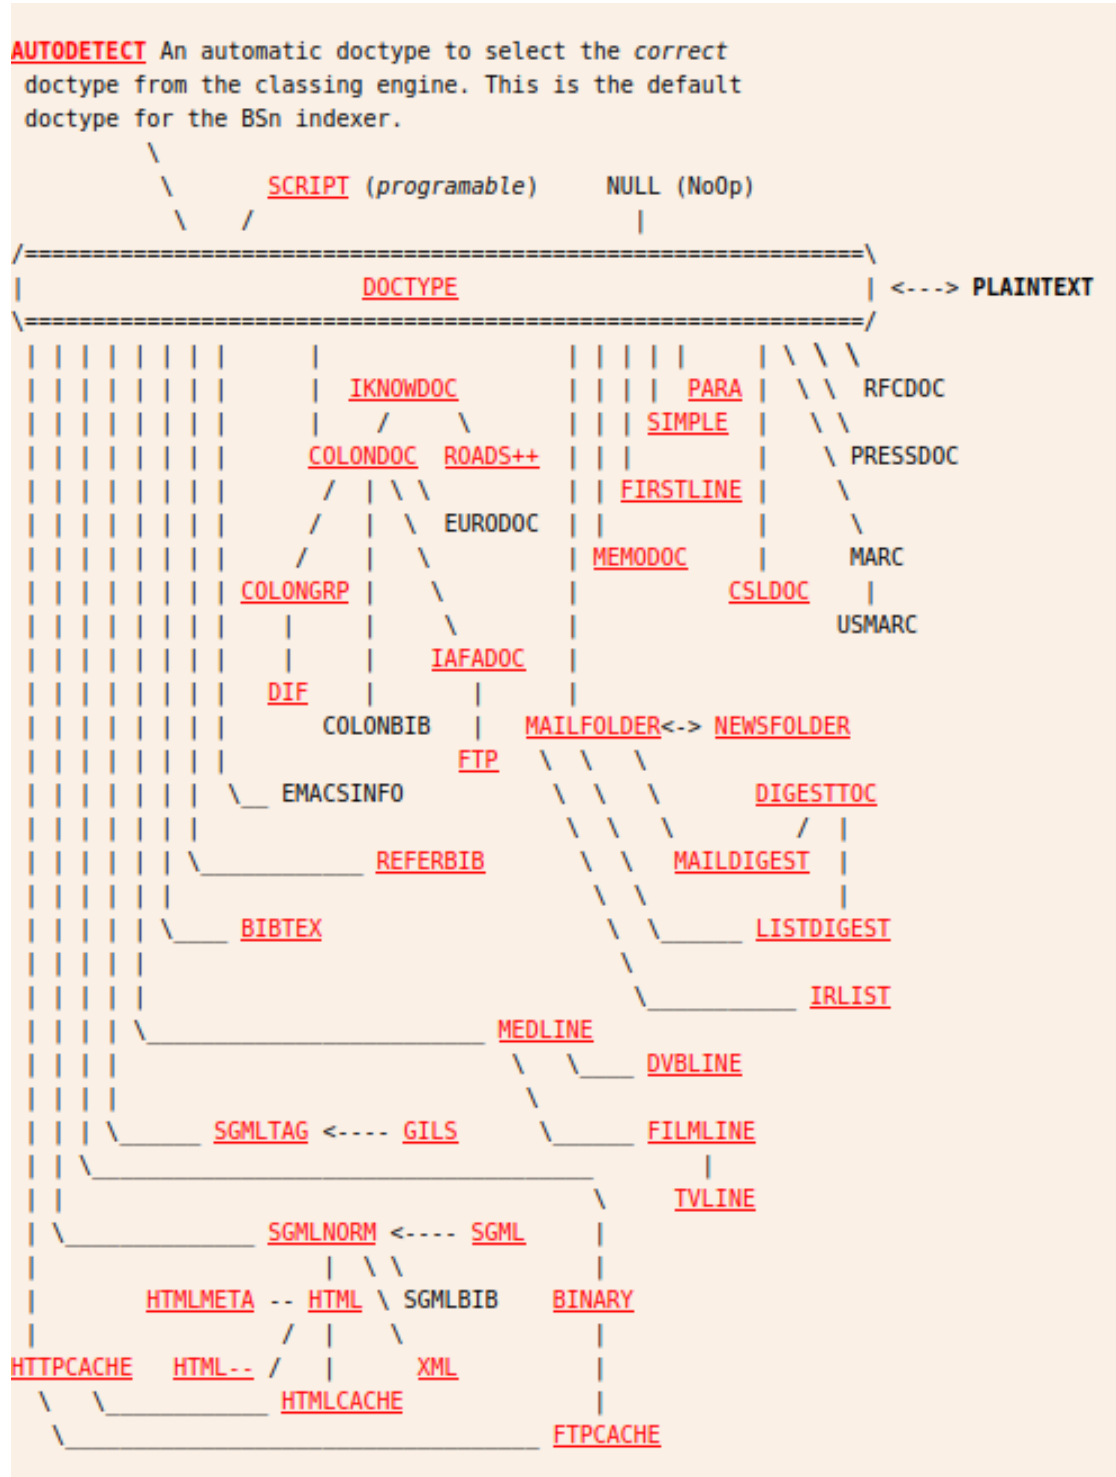 AUTODETECT An automatic doctype to select the correct
doctype from the classing engine. This is the default
doctype for the BSn indexer.
SCRIPT (programable) NULL (NoOp)
DOCTYPE <---> PLAINTEXT
IKNOWDOC PARA RFCDOC
SIMPLE
COLONDOC ROADS++ PRESSDOC
FIRSTLINE
EURODOC
MEMODOC MARC
COLONGRP CSLDOC
USMARC
IAFADOC
DIF
COLONBIB MAILFOLDER<-> NEWSFOLDER
FTP
EMACSINFO DIGESTTOC
REFERBIB MAILDIGEST
BIBTEX LISTDIGEST
IRLIST
MEDLINE
DVBLINE
SGMLTAG <---- GILS FILMLINE
TVLINE
SGMLNORM <---- SGML
HTMLMETA -- HTML SGMLBIB BINARY
HTTPCACHE HTML-- XML
HTMLCACHE
FTPCACHE